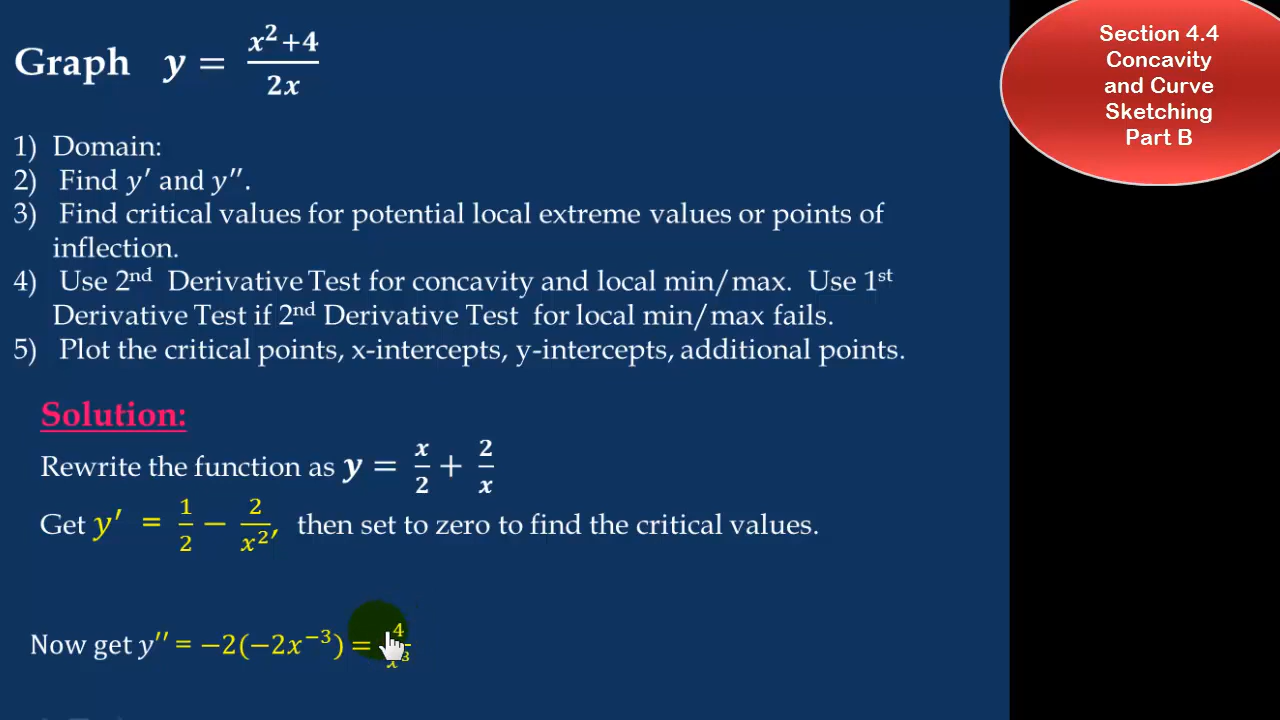 Graph y = x²+4/2x
1) Domain:
2) Find y′ and y″.
3) Find critical values for potential local extreme values or points of
inflection.
4) Use 2nd Derivative Test for concavity and local min/max. Use 1st
Derivative Test if 2nd Derivative Test for local min/max fails.
5) Plot the critical points, x-intercepts, y-intercepts, additional points.
Solution:
Rewrite the function as y = x/2 + 2/x
Get y′ = 1/2 − 2/x², then set to zero to find the critical values.
Now get y″ = −2(−2x⁻³) = 4/x³
Section 4.4
Concavity
and Curve
Sketching
Part B